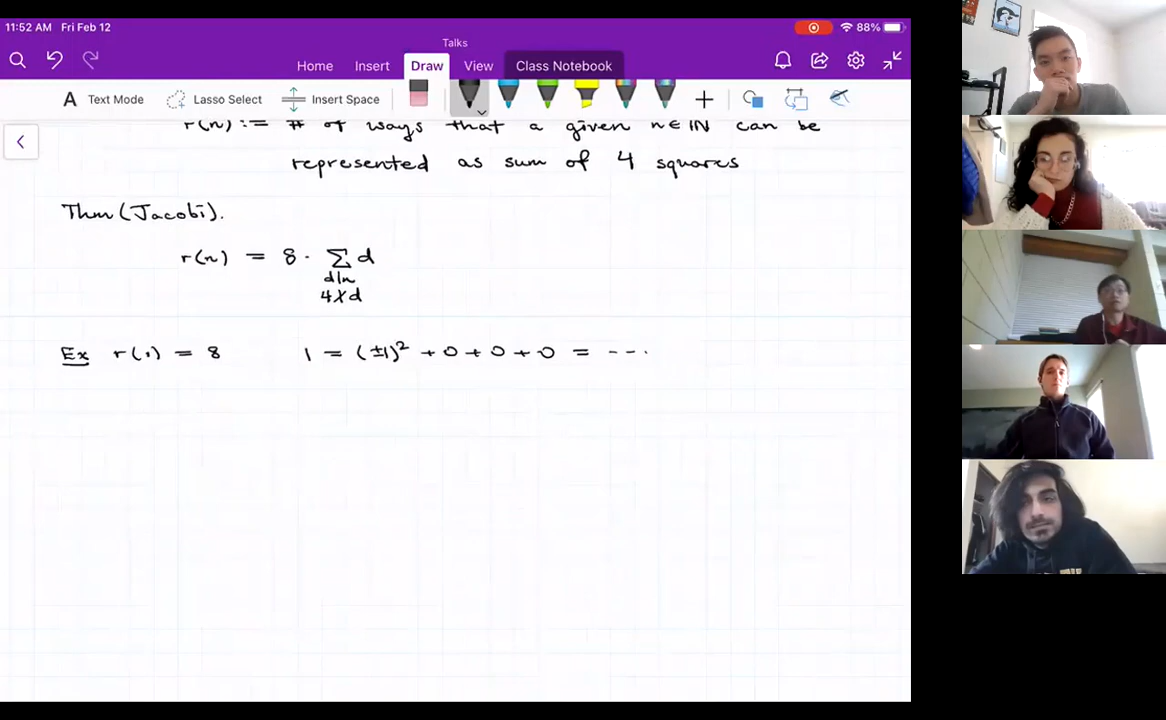 11:52 AM Fri Feb 12
88%
Talks
Home Insert Draw View Class Notebook
Text Mode Lasso Select Insert Space
r(n) := # of ways that a given n ∈ ℕ can be
represented as sum of 4 squares
Thm (Jacobi).
r(n) = 8 · ∑ d
d|n
4∤d
Ex r(1) = 8 1 = (±1)² + 0 + 0 + 0 = ----